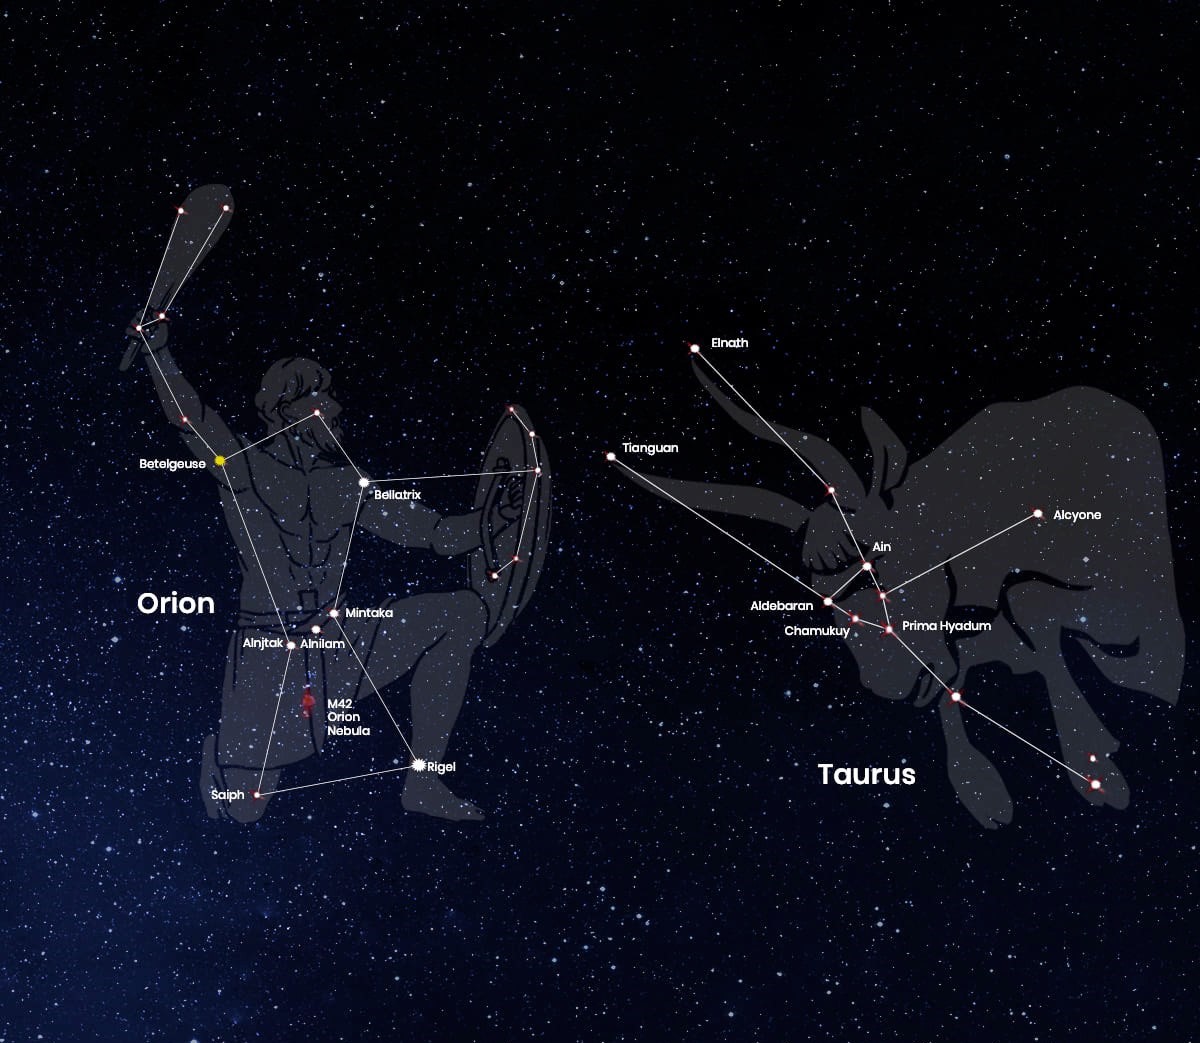 Elnath
Tianguan
Betelgeuse
Bellatrix
Alcyone
Ain
Orion
Aldebaran
Mintaka
Chamukuy
Prima Hyadum
Alnjtak
Alnilam
M42
Orion
Nebula
Rigel
Taurus
Saiph